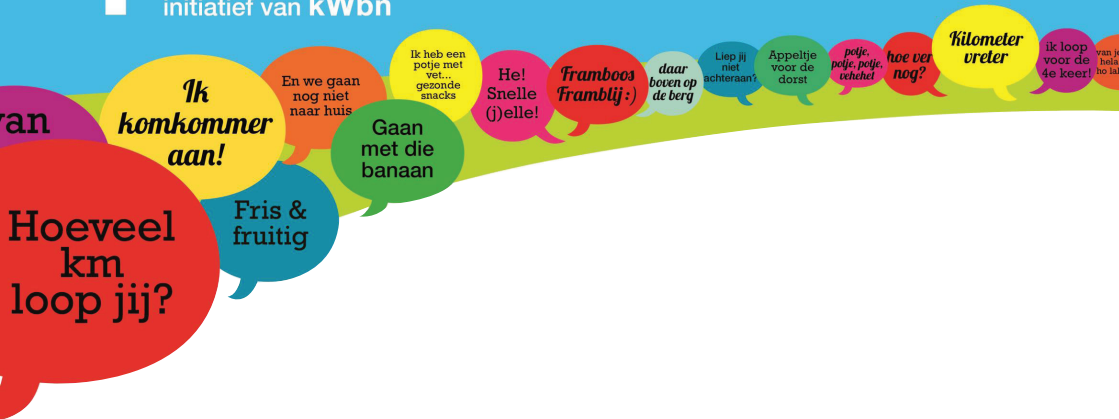 initiatief van kWbn
van
Ik
komkommer
aan!
En we gaan
nog niet
naar huis
Ik heb een
potje met
vet...
gezonde
snacks
He!
Snelle
(j)elle!
Framboos
Framblij :)
daar
boven op
de berg
Liep jij
niet
achteraan?
Appeltje
voor de
dorst
potje,
potje, potje,
vehehet
hoe ver
nog?
Kilometer
vreter
ik loop
voor de
4e keer!
Gaan
met die
banaan
Fris &
fruitig
Hoeveel
km
loop jij?